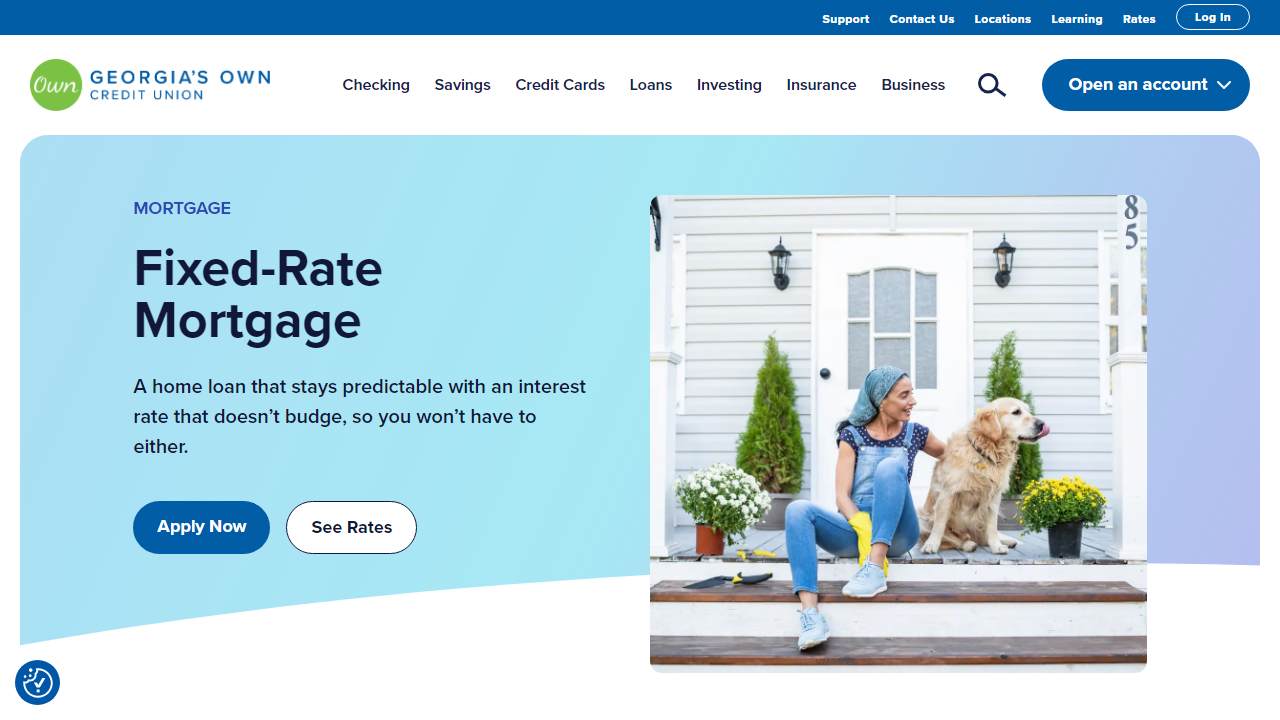 Support Contact Us Locations Learning Rates Log In
Own GEORGIA'S OWN
CREDIT UNION
Checking Savings Credit Cards Loans Investing Insurance Business Open an account
MORTGAGE
Fixed-Rate
Mortgage
A home loan that stays predictable with an interest
rate that doesn't budge, so you won't have to
either.
Apply Now See Rates
8
5